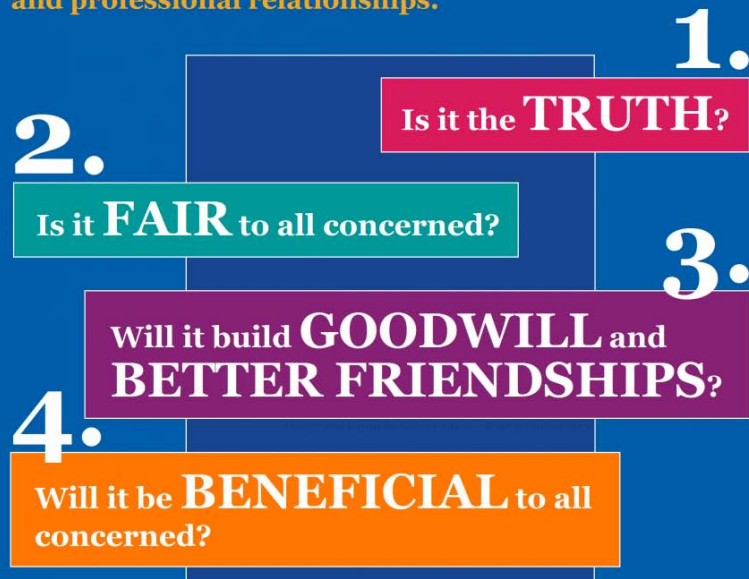 and professional relationships.
1.
Is it the TRUTH?
2.
Is it FAIR to all concerned?
3.
Will it build GOODWILL and
BETTER FRIENDSHIPS?
4.
Will it be BENEFICIAL to all
concerned?